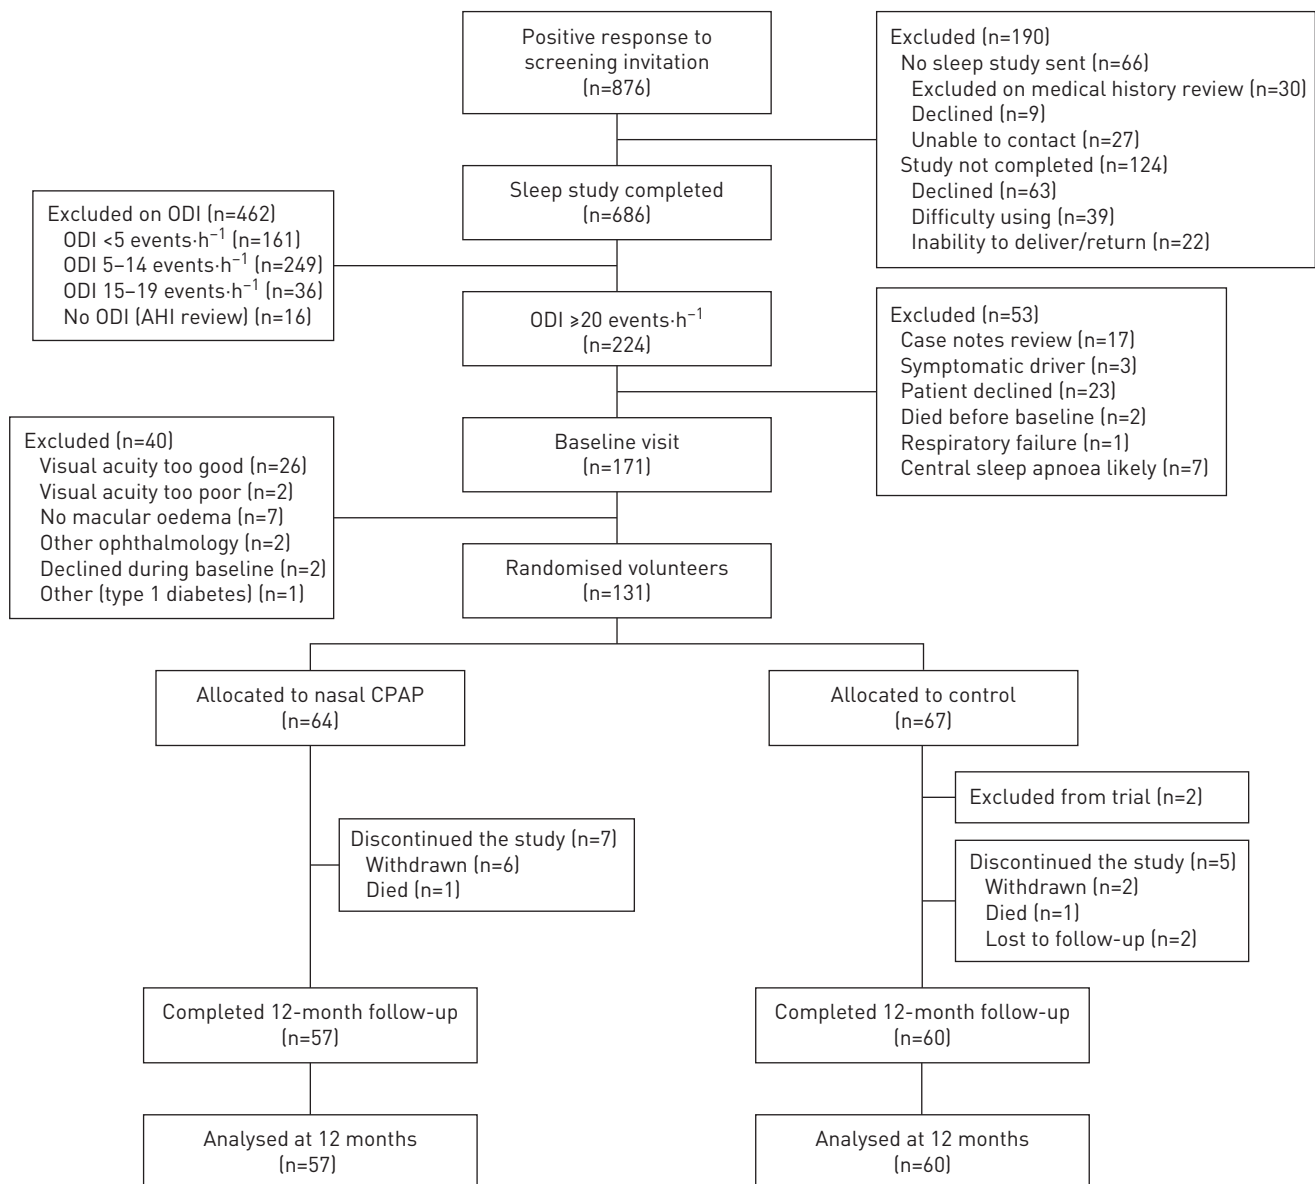 Positive response to
screening invitation
(n=876)
Excluded (n=190)
No sleep study sent (n=66)
Excluded on medical history review (n=30)
Declined (n=9)
Unable to contact (n=27)
Study not completed (n=124)
Declined (n=63)
Difficulty using (n=39)
Inability to deliver/return (n=22)
Sleep study completed
(n=686)
Excluded on ODI (n=462)
ODI <5 events·h⁻¹ (n=161)
ODI 5–14 events·h⁻¹ (n=249)
ODI 15–19 events·h⁻¹ (n=36)
No ODI (AHI review) (n=16)
ODI ⩾20 events·h⁻¹
(n=224)
Excluded (n=53)
Case notes review (n=17)
Symptomatic driver (n=3)
Patient declined (n=23)
Died before baseline (n=2)
Respiratory failure (n=1)
Central sleep apnoea likely (n=7)
Baseline visit
(n=171)
Excluded (n=40)
Visual acuity too good (n=26)
Visual acuity too poor (n=2)
No macular oedema (n=7)
Other ophthalmology (n=2)
Declined during baseline (n=2)
Other (type 1 diabetes) (n=1)
Randomised volunteers
(n=131)
Allocated to nasal CPAP
(n=64)
Allocated to control
(n=67)
Excluded from trial (n=2)
Discontinued the study (n=7)
Withdrawn (n=6)
Died (n=1)
Discontinued the study (n=5)
Withdrawn (n=2)
Died (n=1)
Lost to follow-up (n=2)
Completed 12-month follow-up
(n=57)
Completed 12-month follow-up
(n=60)
Analysed at 12 months
(n=57)
Analysed at 12 months
(n=60)